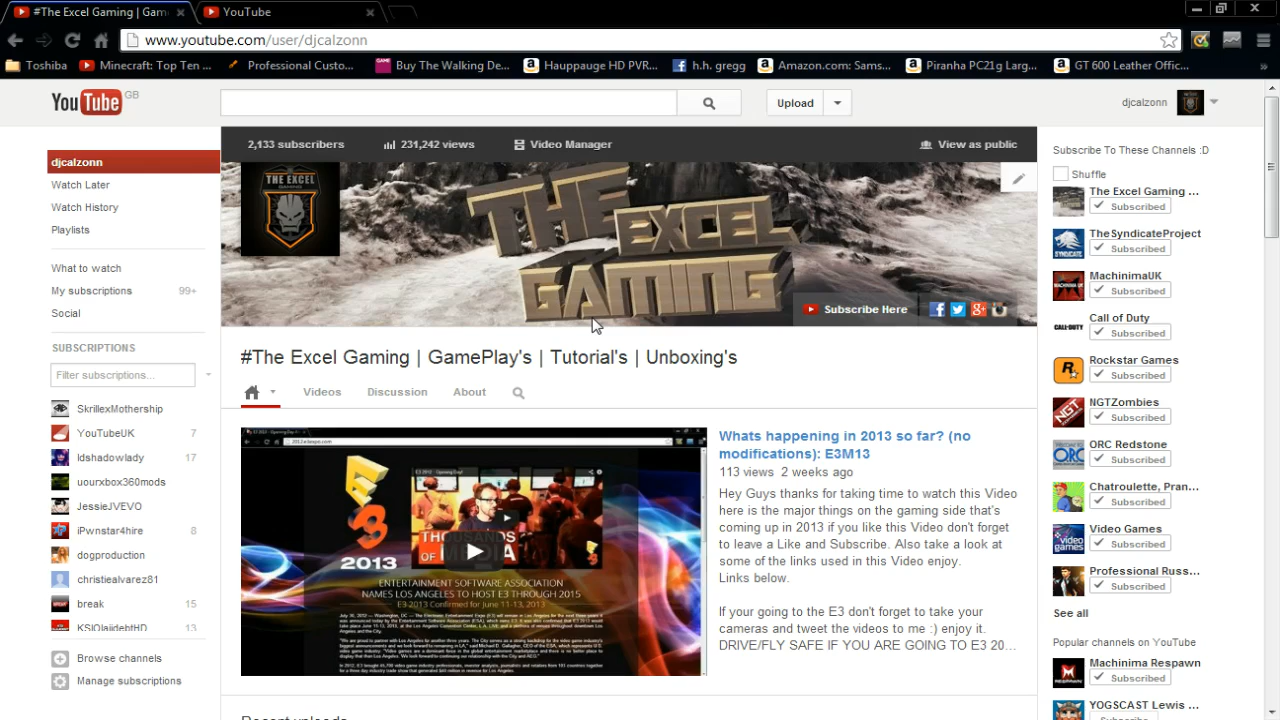 #The Excel Gaming | Gam
YouTube
www.youtube.com/user/djcalzonn
Toshiba
Minecraft: Top Ten ...
Professional Custo...
Buy The Walking De...
Hauppauge HD PVR...
h.h. gregg
Amazon.com: Sams...
Piranha PC21g Larg...
GT 600 Leather Offic...
»
YouTube GB
Upload
djcalzonn
djcalzonn
Watch Later
Watch History
Playlists
What to watch
My subscriptions 99+
Social
SUBSCRIPTIONS
Filter subscriptions...
SkrillexMothership
YouTubeUK 7
ldshadowlady 17
uourxbox360mods
JessieJVEVO
iPwnstar4hire 8
dogproduction
christiealvarez81
break 15
13
Browse channels
Manage subscriptions
2,133 subscribers
231,242 views
Video Manager
View as public
THE EXCEL
GAMING
THE EXCEL
GAMING
Subscribe Here
#The Excel Gaming | GamePlay's | Tutorial's | Unboxing's
Videos
Discussion
About
E3
2013
THOUSANDS
OF MEDIA
ENTERTAINMENT SOFTWARE ASSOCIATION
NAMES LOS ANGELES TO HOST E3 THROUGH 2015
E3 2013 Confirmed for June 11-13, 2013
Whats happening in 2013 so far? (no
modifications): E3M13
113 views 2 weeks ago
Hey Guys thanks for taking time to watch this Video
here is the major things on the gaming side that's
coming up in 2013 if you like this Video don't forget
to leave a Like and Subscribe. Also take a look at
some of the links used in this Video enjoy.
Links below.
If your going to the E3 don't forget to take your
cameras and sent the videos to me :) enjoy it
DRIVE/FLY SAFE IF YOU ARE GOING TO E3 20...
Recent uploads
Subscribe To These Channels :D
Shuffle
The Excel Gaming ...
Subscribed
TheSyndicateProject
Subscribed
MachinimaUK
Subscribed
Call of Duty
Subscribed
Rockstar Games
Subscribed
NGTZombies
Subscribed
ORC Redstone
Subscribed
Chatroulette, Pran...
Subscribed
Video Games
Subscribed
Professional Russ...
Subscribed
See all
Popular channels on YouTube
Machinima Respawn
Subscribed
YOGSCAST Lewis ...
Subscribe